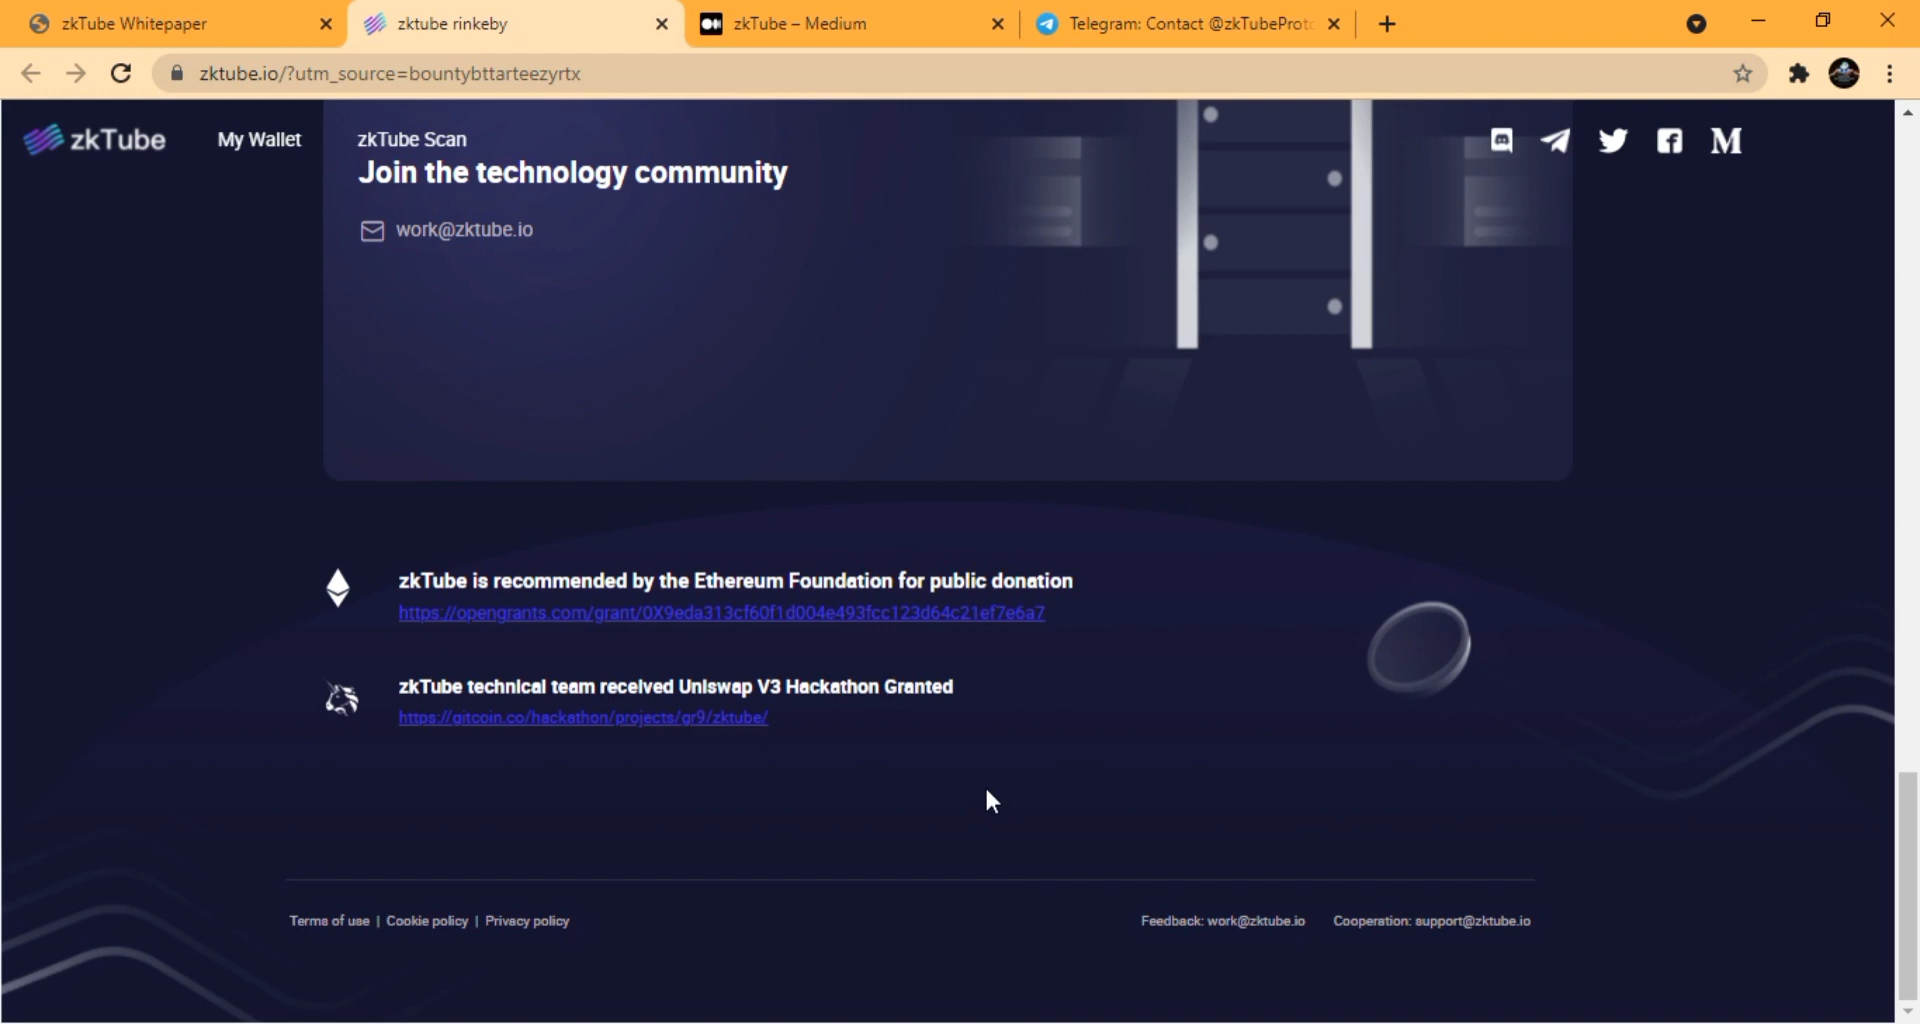 zkTube Whitepaper
zktube rinkeby
zkTube – Medium
Telegram: Contact @zkTubeProto
zktube.io/?utm_source=bountybttarteezyrtx
zkTube
My Wallet
zkTube Scan
Join the technology community
work@zktube.io
zkTube is recommended by the Ethereum Foundation for public donation
https://opengrants.com/grant/0X9eda313cf60f1d004e493fcc123d64c21ef7e6a7
zkTube technical team received Uniswap V3 Hackathon Granted
https://gitcoin.co/hackathon/projects/gr9/zktube/
Terms of use | Cookie policy | Privacy policy
Feedback: work@zktube.io
Cooperation: support@zktube.io